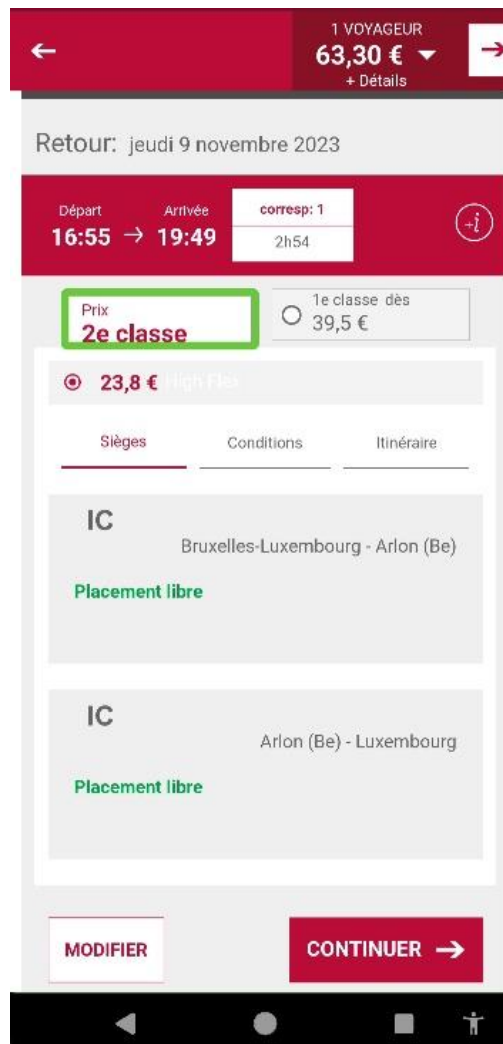 1 VOYAGEUR
63,30 €
+ Détails
Retour: jeudi 9 novembre 2023
Départ Arrivée corresp: 1
16:55 → 19:49 2h54
+i
Prix
2e classe
1e classe dès
39,5 €
23,8 € High Flex
Sièges Conditions Itinéraire
IC
Bruxelles-Luxembourg - Arlon (Be)
Placement libre
IC
Arlon (Be) - Luxembourg
Placement libre
MODIFIER CONTINUER →